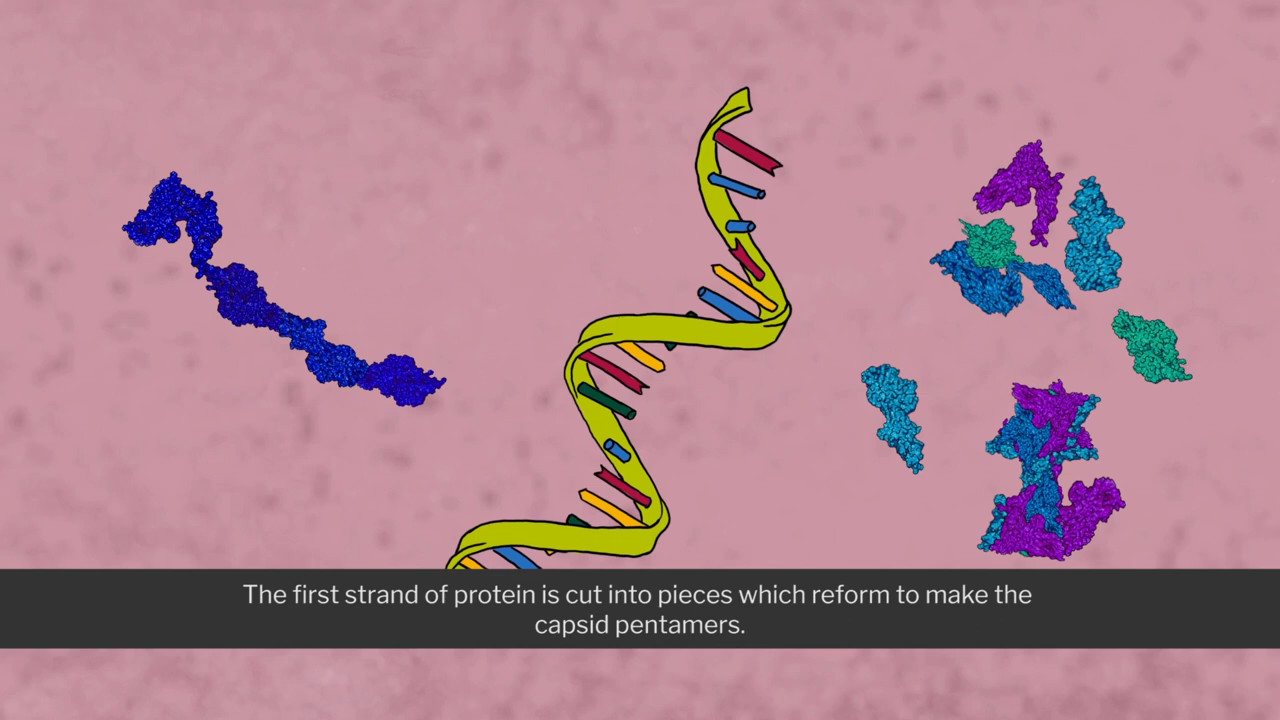 The first strand of protein is cut into pieces which reform to make the
capsid pentamers.